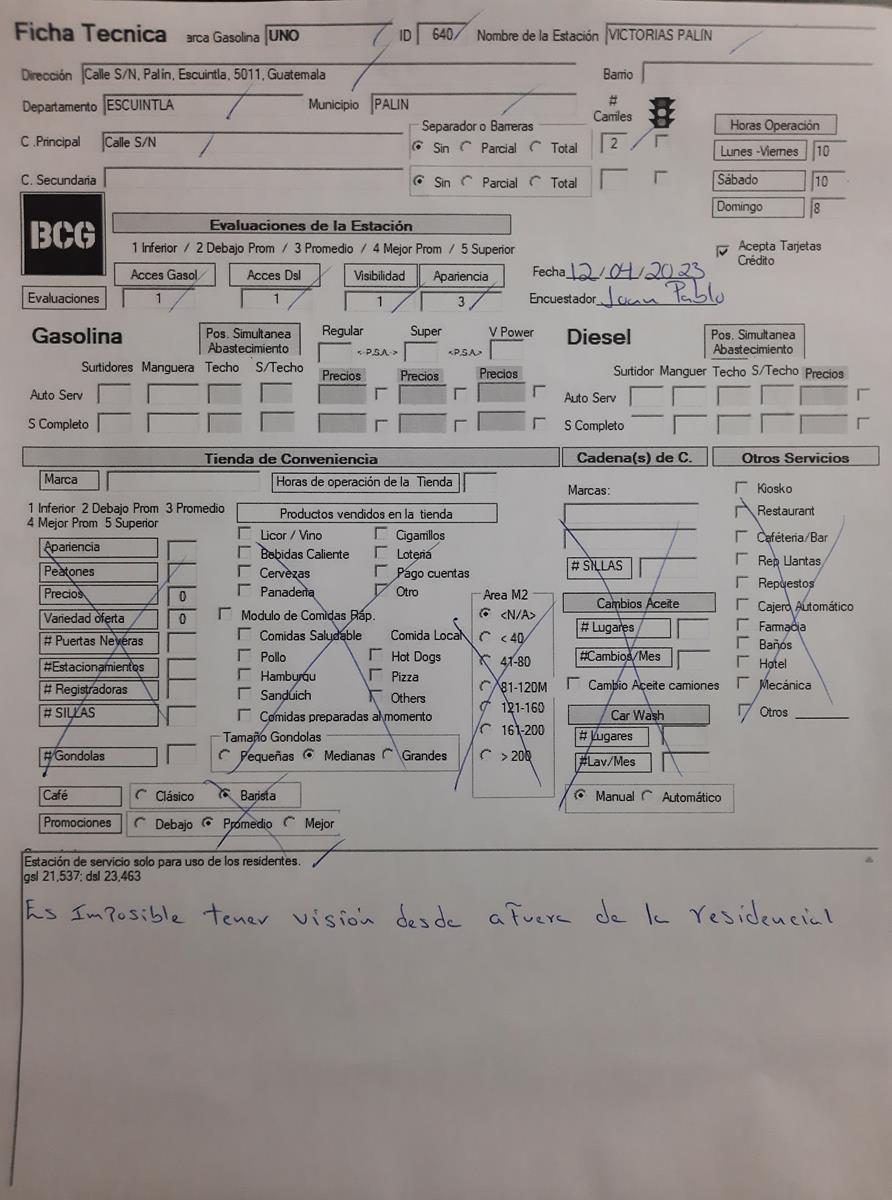 Ficha Tecnica arca Gasolina UNO ID 640 Nombre de la Estación VICTORIAS PALÍN
Dirección Calle S/N, Palín, Escuintla, 5011, Guatemala Barrio
Departamento ESCUINTLA Municipio PALIN # Carriles
C .Principal Calle S/N Separador o Barreras Sin Parcial Total 2
Horas Operación
Lunes -Viernes 10
C. Secundaria Sin Parcial Total
Sábado 10
Domingo 8
BCG
Evaluaciones de la Estación
1 Inferior / 2 Debajo Prom / 3 Promedio / 4 Mejor Prom / 5 Superior
Acepta Tarjetas Crédito
Acces Gasol Acces Dsl Visibilidad Apariencia
Evaluaciones 1 1 1 3
Fecha 12/04/2023
Encuestador Juan Pablo
Gasolina Pos. Simultanea Abastecimiento Regular Super V Power
<-P.S.A.-> <P.S.A.>
Surtidores Manguera Techo S/Techo Precios Precios Precios
Auto Serv
S Completo
Diesel Pos. Simultanea Abastecimiento
Surtidor Manguer Techo S/Techo Precios
Auto Serv
S Completo
Tienda de Conveniencia
Marca Horas de operación de la Tienda
1 Inferior 2 Debajo Prom 3 Promedio
4 Mejor Prom 5 Superior
Apariencia
Peatones
Precios 0
Variedad oferta 0
# Puertas Neveras
#Estacionamientos
# Registradoras
# SILLAS
# Gondolas
Productos vendidos en la tienda
Licor / Vino Cigarrillos
Bebidas Caliente Loteria
Cervezas Pago cuentas
Panaderia Otro
Modulo de Comidas Ráp.
Comidas Saludable Comida Local
Pollo Hot Dogs
Hamburqu Pizza
Sanduich Others
Comidas preparadas al momento
Tamaño Gondolas
Pequeñas Medianas Grandes
Area M2
<N/A>
< 40
41-80
81-120M
121-160
161-200
> 200
Café Clásico Barista
Promociones Debajo Promedio Mejor
Cadena(s) de C.
Marcas:
# SILLAS
Cambios Aceite
# Lugares
#Cambios/Mes
Cambio Aceite camiones
Car Wash
# Lugares
#Lav/Mes
Manual Automático
Otros Servicios
Kiosko
Restaurant
Caféteria/Bar
Rep Llantas
Repuestos
Cajero Automático
Farmacia
Baños
Hotel
Mecánica
Otros
Estación de servicio solo para uso de los residentes.
gsl 21,537; dsl 23,463
Es Imposible tener visión desde afuera de la residencial